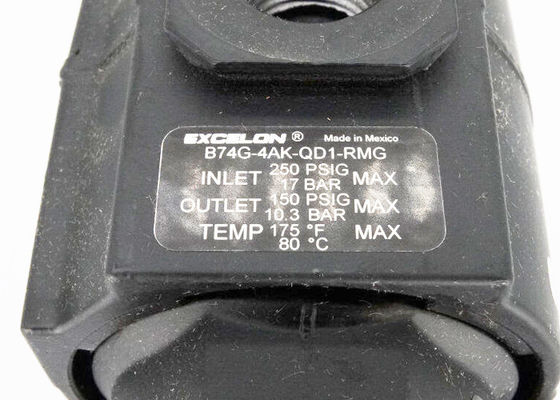 EXCELON® Made in Mexico
B74G-4AK-QD1-RMG
INLET 250 PSIG MAX
17 BAR
OUTLET 150 PSIG MAX
10.3 BAR
TEMP 175 °F MAX
80 °C